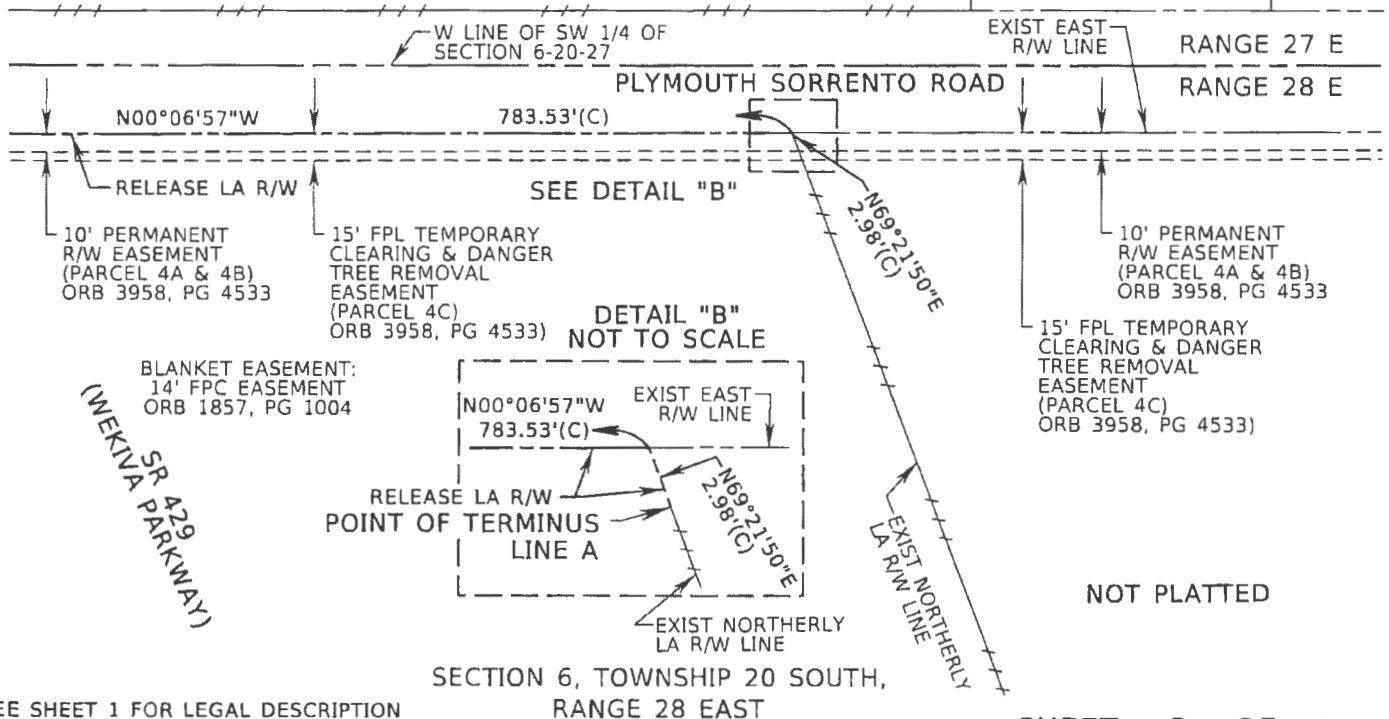 W LINE OF SW 1/4 OF
SECTION 6-20-27
EXIST EAST
R/W LINE
RANGE 27 E
PLYMOUTH SORRENTO ROAD
RANGE 28 E
N00°06'57"W
783.53'(C)
RELEASE LA R/W
SEE DETAIL "B"
N69°21'50"E
2.98'(C)
10' PERMANENT
R/W EASEMENT
(PARCEL 4A & 4B)
ORB 3958, PG 4533
15' FPL TEMPORARY
CLEARING & DANGER
TREE REMOVAL
EASEMENT
(PARCEL 4C)
ORB 3958, PG 4533)
10' PERMANENT
R/W EASEMENT
(PARCEL 4A & 4B)
ORB 3958, PG 4533
15' FPL TEMPORARY
CLEARING & DANGER
TREE REMOVAL
EASEMENT
(PARCEL 4C)
ORB 3958, PG 4533)
BLANKET EASEMENT:
14' FPC EASEMENT
ORB 1857, PG 1004
SR 429
(WEKIVA PARKWAY)
DETAIL "B"
NOT TO SCALE
N00°06'57"W
783.53'(C)
EXIST EAST
R/W LINE
RELEASE LA R/W
POINT OF TERMINUS
LINE A
N69°21'50"E
2.98'(C)
EXIST NORTHERLY
LA R/W LINE
EXIST NORTHERLY
LA R/W LINE
NOT PLATTED
SECTION 6, TOWNSHIP 20 SOUTH,
RANGE 28 EAST
EE SHEET 1 FOR LEGAL DESCRIPTION